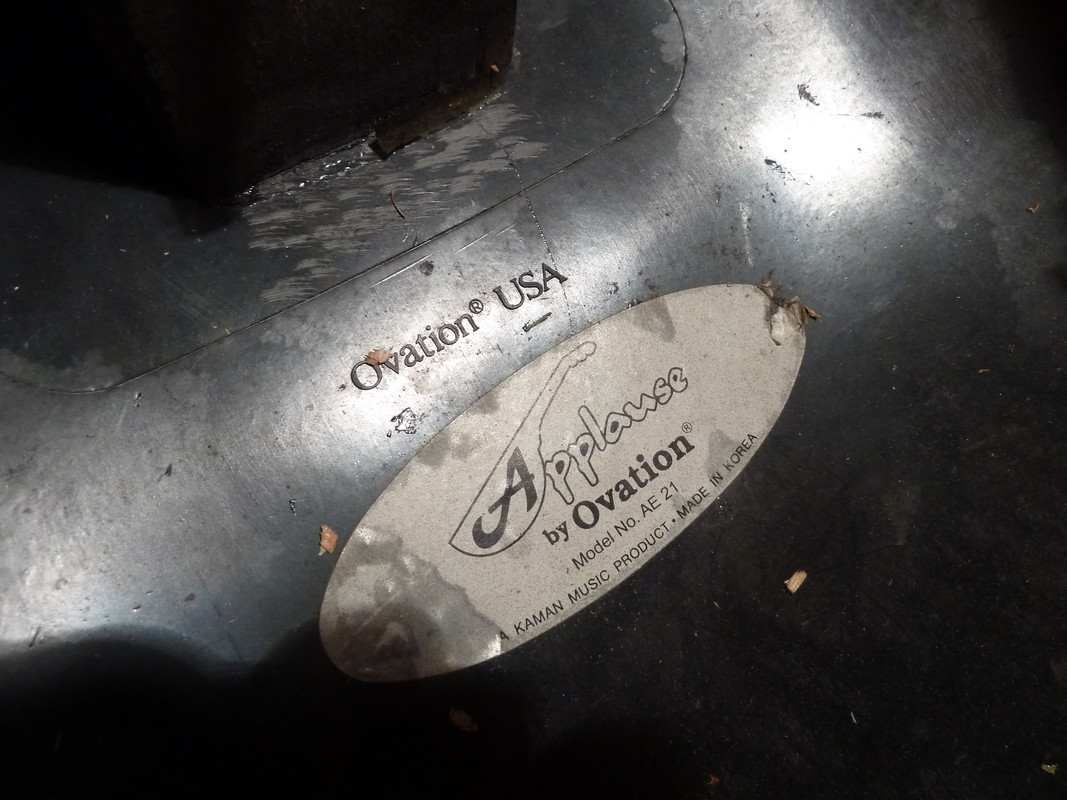 Ovation® USA
Applause
by Ovation®
Model No. AE 21
A KAMAN MUSIC PRODUCT • MADE IN KOREA